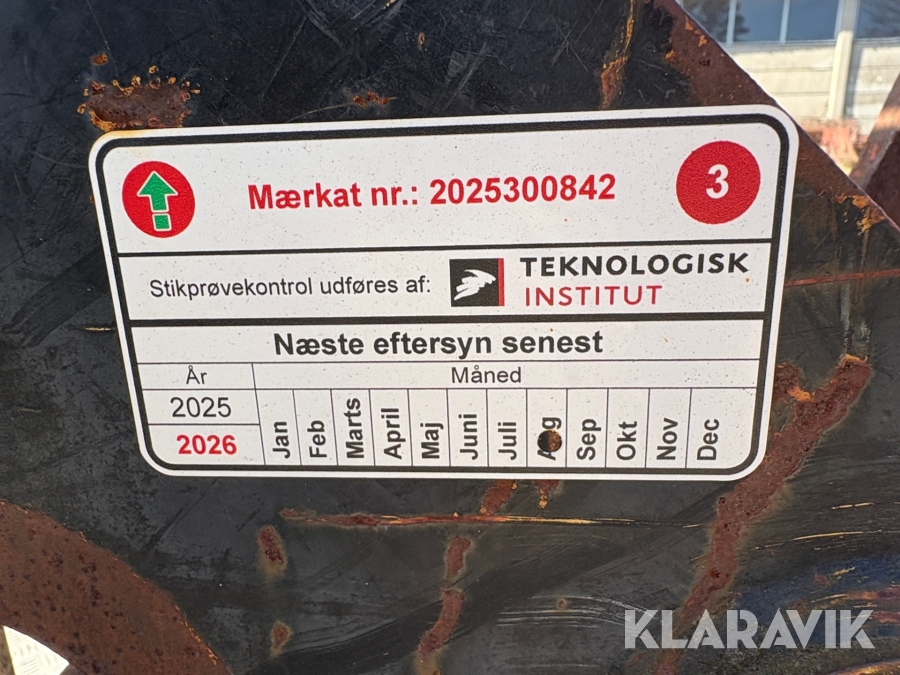 Mærkat nr.: 2025300842
3
Stikprøvekontrol udføres af:
TEKNOLOGISK
INSTITUT
Næste eftersyn senest
År Måned
2025
2026
Jan Feb Marts April Maj Juni Juli Aug Sep Okt Nov Dec
KLARAVIK